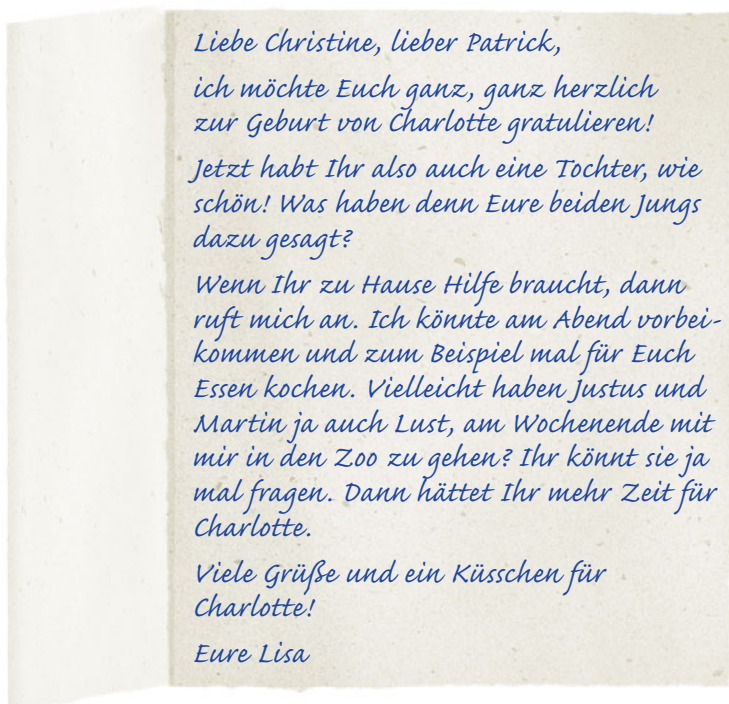 Liebe Christine, lieber Patrick,
ich möchte Euch ganz, ganz herzlich
zur Geburt von Charlotte gratulieren!
Jetzt habt Ihr also auch eine Tochter, wie
schön! Was haben denn Eure beiden Jungs
dazu gesagt?
Wenn Ihr zu Hause Hilfe braucht, dann
ruft mich an. Ich könnte am Abend vorbei-
kommen und zum Beispiel mal für Euch
Essen kochen. Vielleicht haben Justus und
Martin ja auch Lust, am Wochenende mit
mir in den Zoo zu gehen? Ihr könnt sie ja
mal fragen. Dann hättet Ihr mehr Zeit für
Charlotte.
Viele Grüße und ein Küsschen für
Charlotte!
Eure Lisa